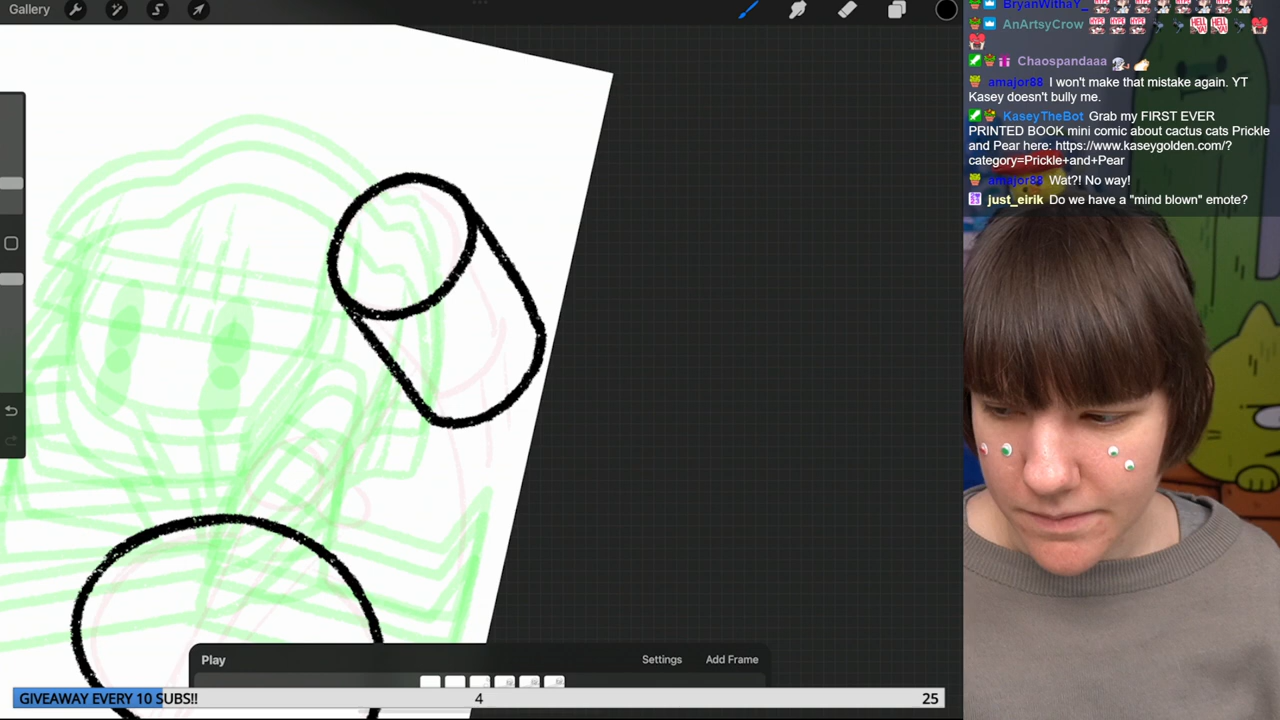 Gallery
BryanWithaY_
AnArtsyCrow
Chaospandaaa
amajor88 I won't make that mistake again. YT
Kasey doesn't bully me.
KaseyTheBot Grab my FIRST EVER
PRINTED BOOK mini comic about cactus cats Prickle
and Pear here: https://www.kaseygolden.com/?
category=Prickle+and+Pear
amajor88 Wat?! No way!
just_eirik Do we have a "mind blown" emote?
Play
Settings
Add Frame
GIVEAWAY EVERY 10 SUBS!!
4
25